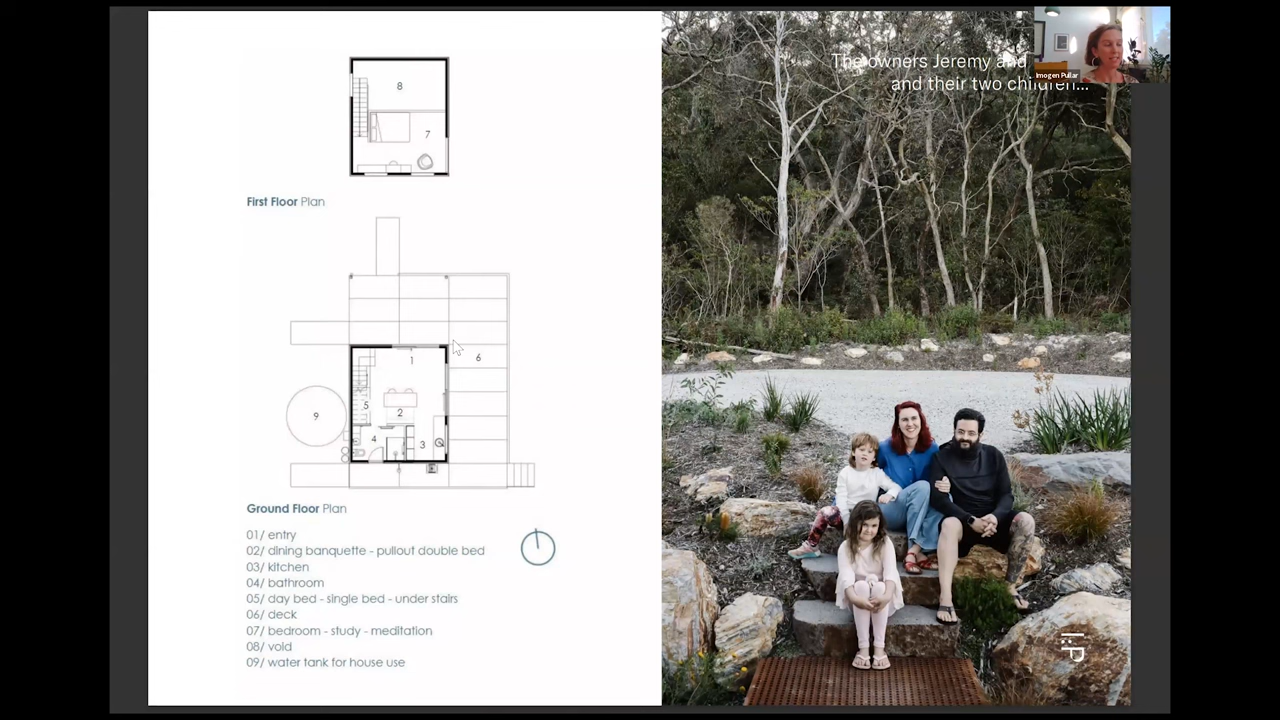 8
7
First Floor Plan
1
6
5
2
9
4
3
Ground Floor Plan
01/ entry
02/ dining banquette - pullout double bed
03/ kitchen
04/ bathroom
05/ day bed - single bed - under stairs
06/ deck
07/ bedroom - study - meditation
08/ void
09/ water tank for house use
The owners Jeremy and
and their two children...
Imogen Pullar
iP